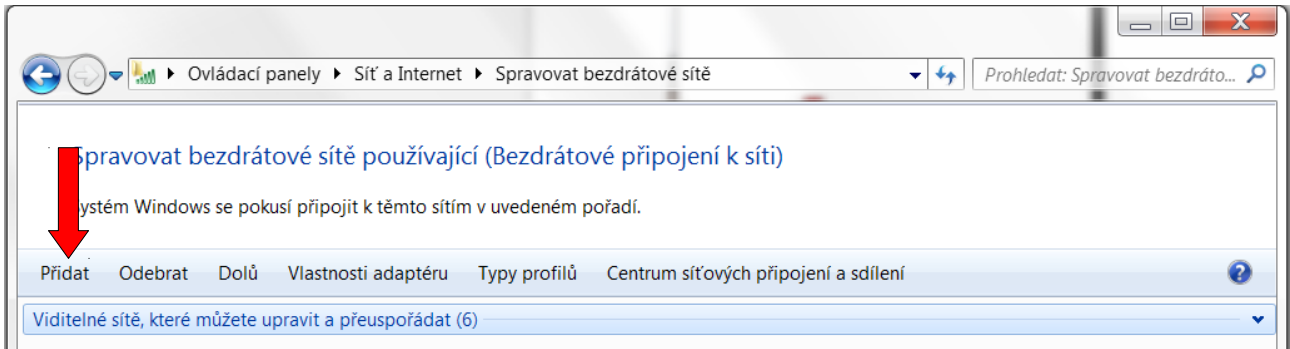 Ovládací panely Síť a Internet Spravovat bezdrátové sítě Prohledat: Spravovat bezdráto...
Spravovat bezdrátové sítě používající (Bezdrátové připojení k síti)
ystém Windows se pokusí připojit k těmto sítím v uvedeném pořadí.
Přidat Odebrat Dolů Vlastnosti adaptéru Typy profilů Centrum síťových připojení a sdílení
Viditelné sítě, které můžete upravit a přeuspořádat (6)